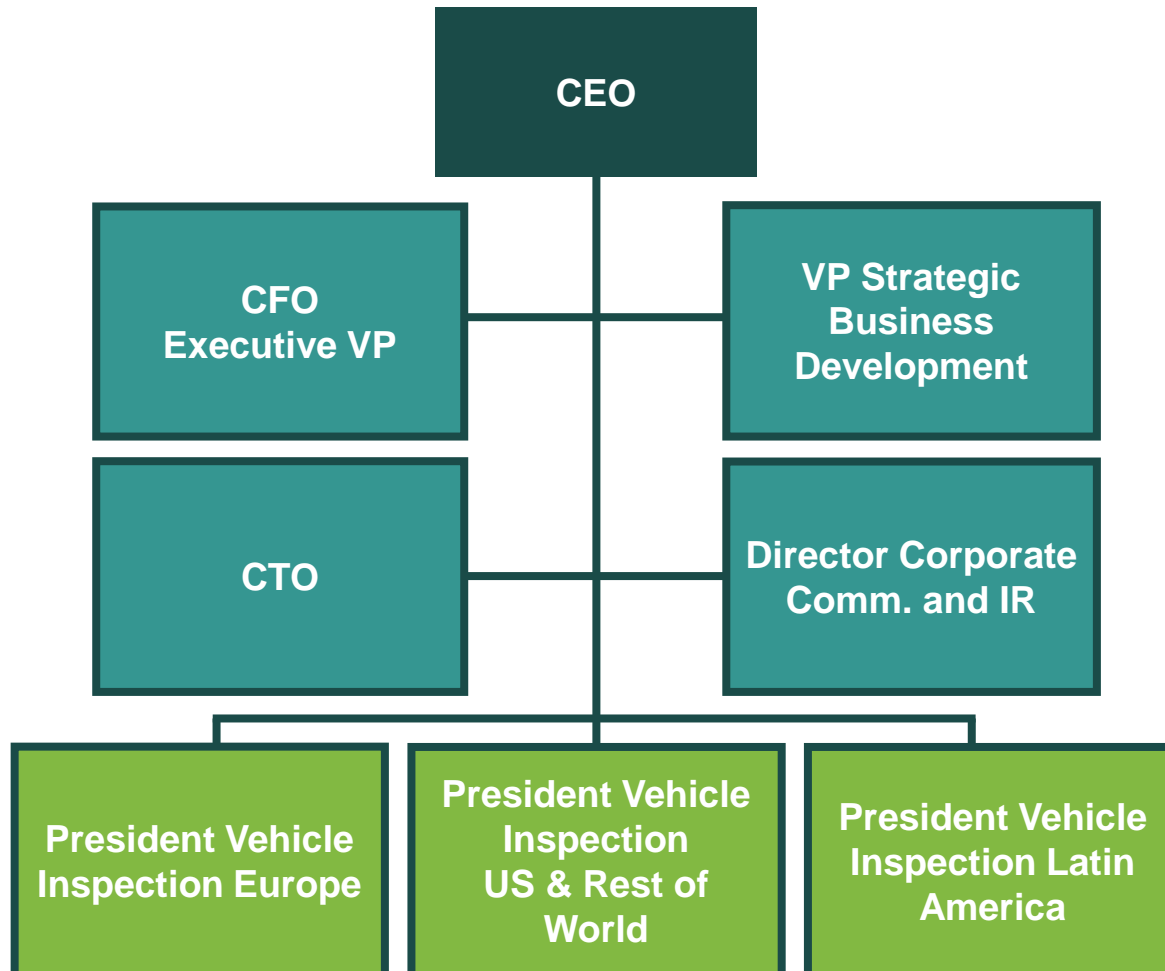 CEO
CFO
Executive VP
VP Strategic
Business
Development
CTO
Director Corporate
Comm. and IR
President Vehicle
Inspection Europe
President Vehicle
Inspection
US & Rest of
World
President Vehicle
Inspection Latin
America